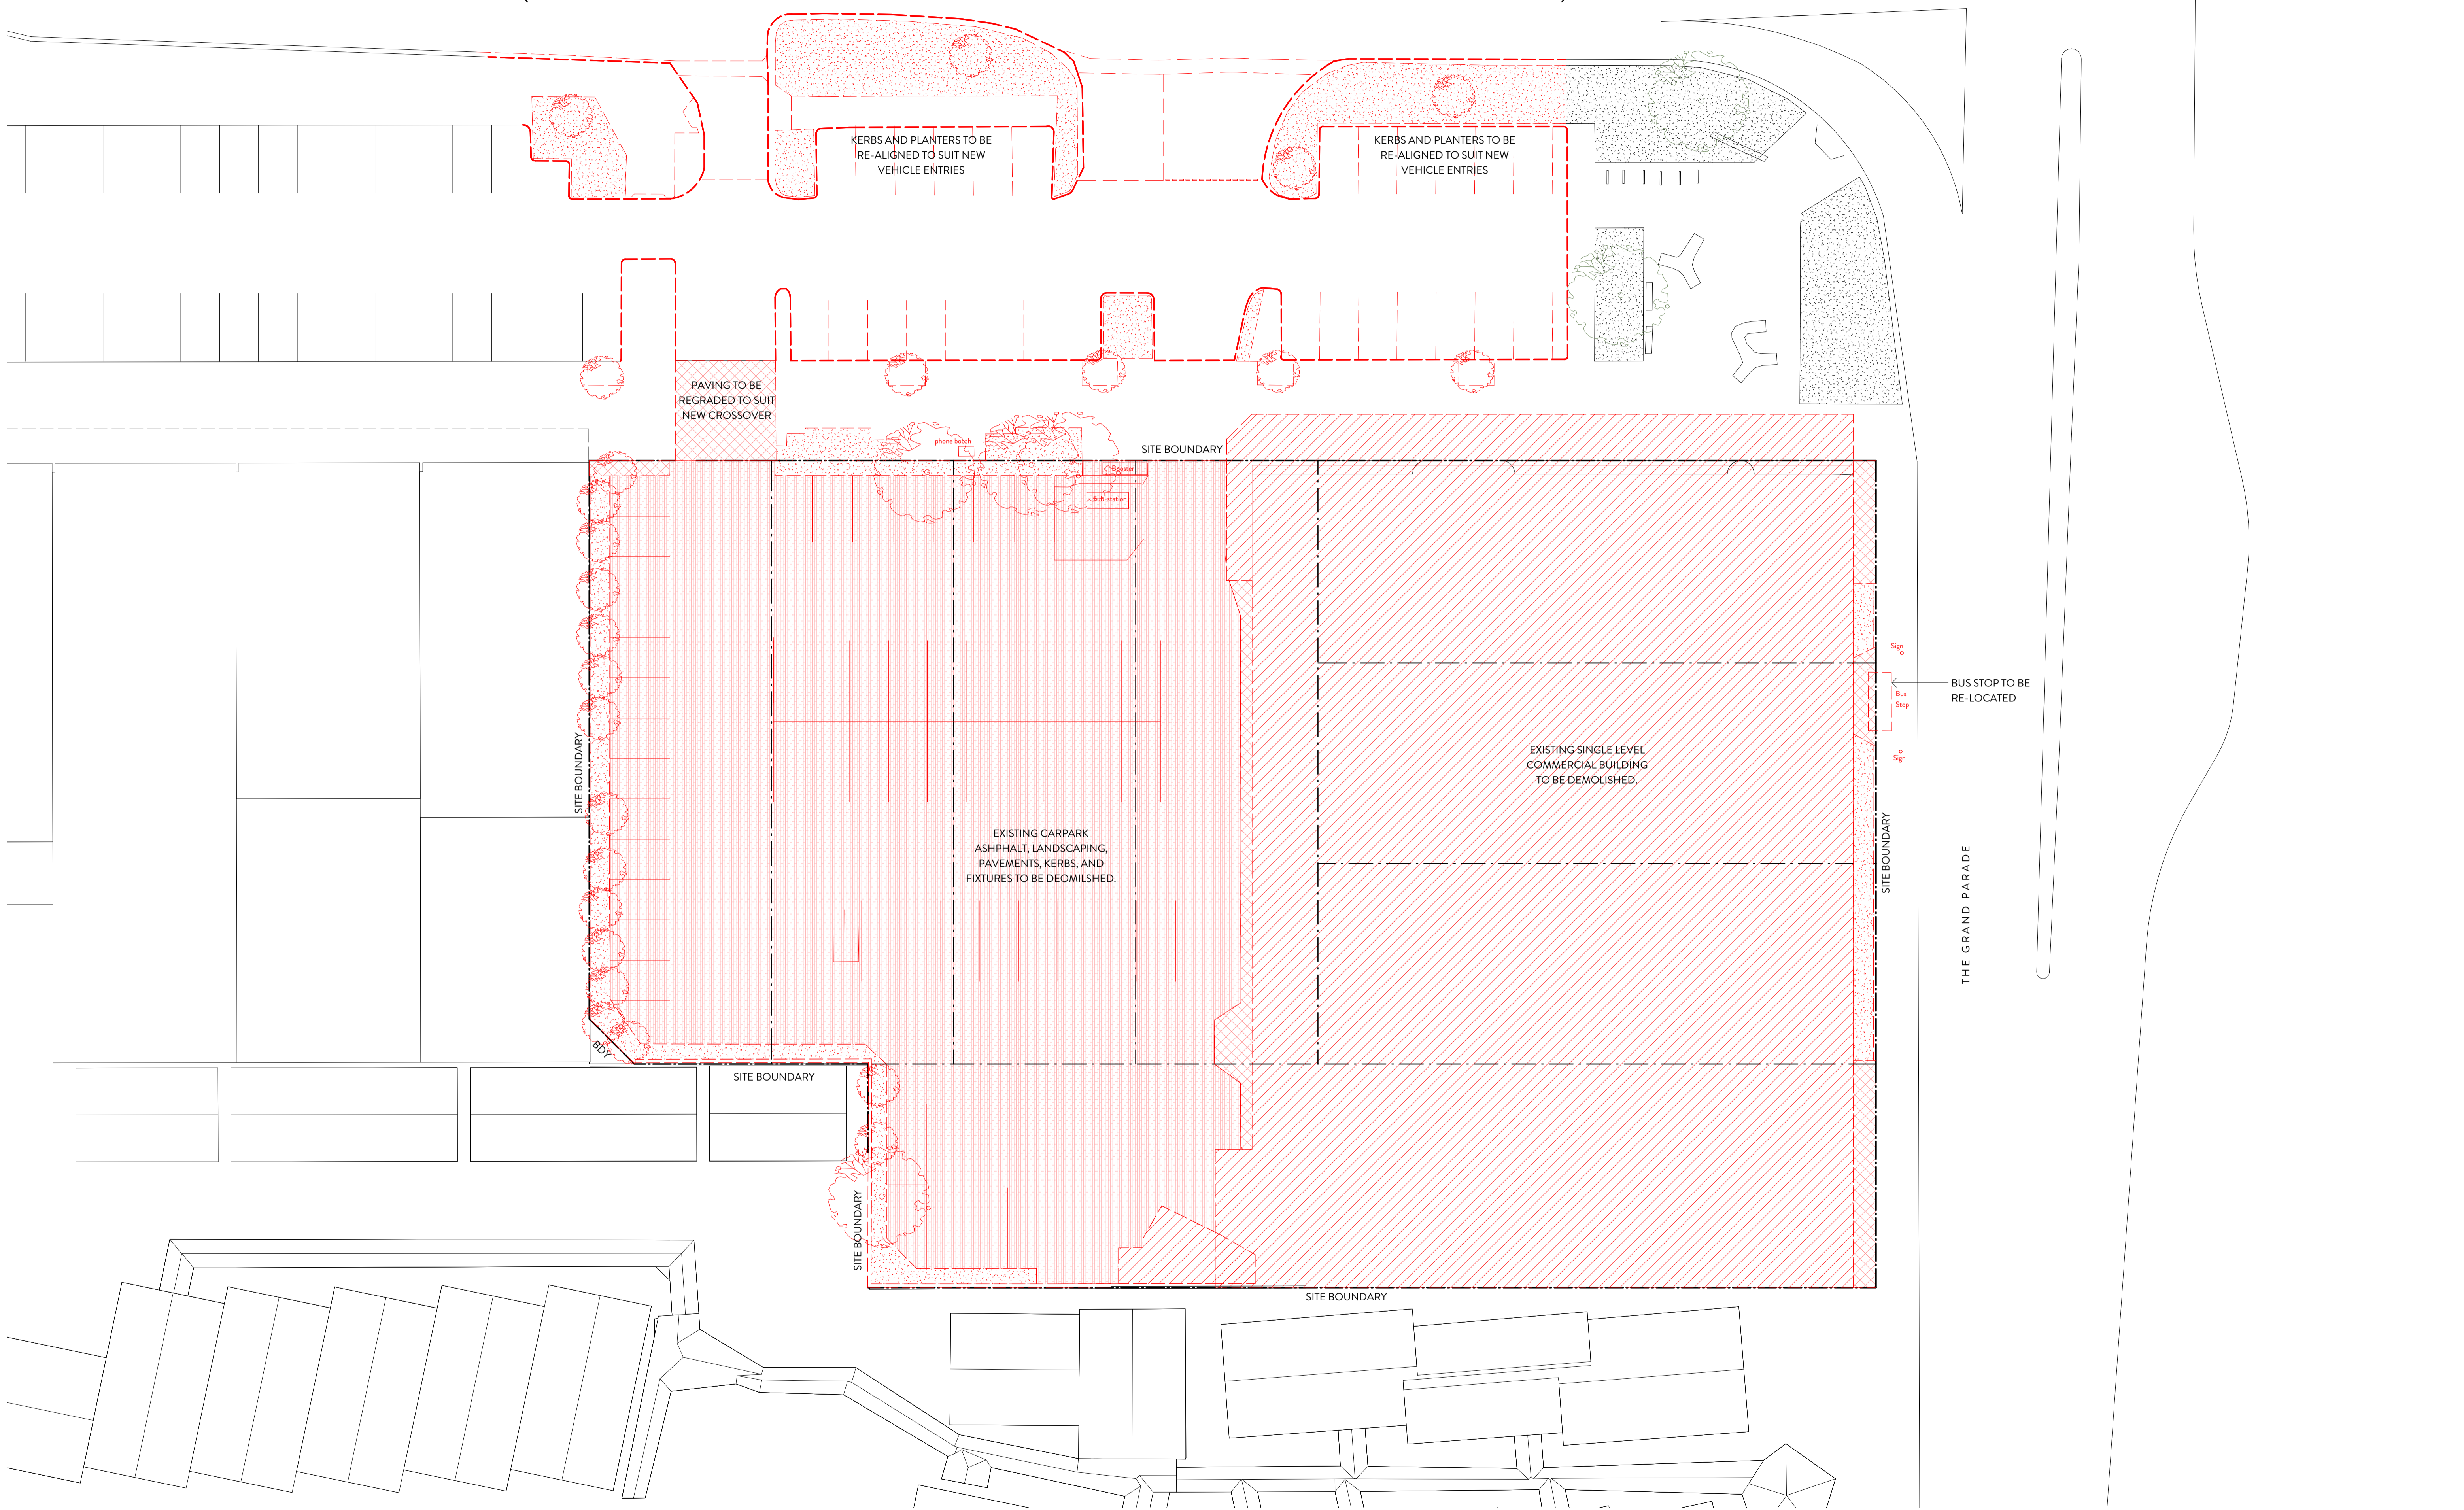 KERBS AND PLANTERS TO BE
RE-ALIGNED TO SUIT NEW
VEHICLE ENTRIES
KERBS AND PLANTERS TO BE
RE-ALIGNED TO SUIT NEW
VEHICLE ENTRIES
PAVING TO BE
REGRADED TO SUIT
NEW CROSSOVER
phone booth
SITE BOUNDARY
Booster
Sub-station
Sign
BUS STOP TO BE
RE-LOCATED
Bus
Stop
SITE BOUNDARY
EXISTING SINGLE LEVEL
COMMERCIAL BUILDING
TO BE DEMOLISHED.
Sign
EXISTING CARPARK
ASHPHALT, LANDSCAPING,
PAVEMENTS, KERBS, AND
FIXTURES TO BE DEOMILSHED.
SITE BOUNDARY
THE GRAND PARADE
BDY
SITE BOUNDARY
SITE BOUNDARY
SITE BOUNDARY